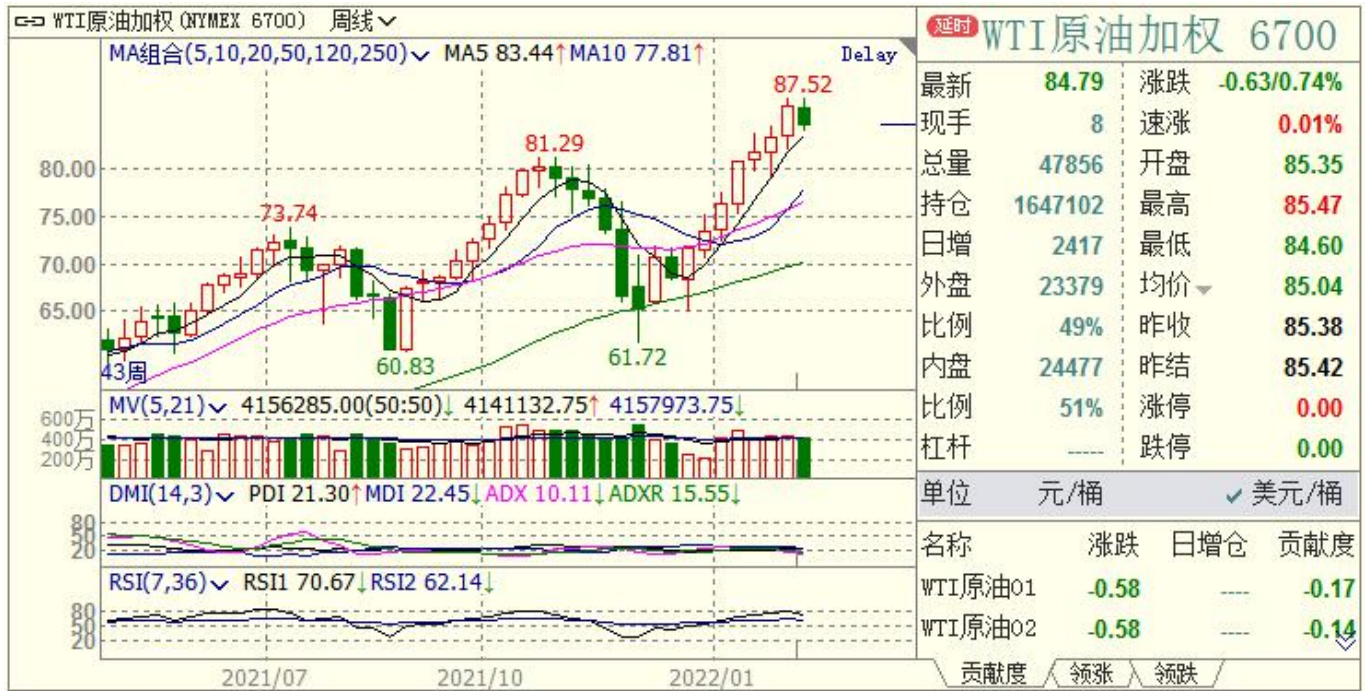 WTI原油加权(NYMEX 6700) 周线
MA组合(5,10,20,50,120,250) MA5 83.44↑MA10 77.81↑ Delay
87.52
81.29
80.00
75.00
73.74
70.00
65.00
60.83
61.72
43周
MV(5,21) 4156285.00(50:50)↓ 4141132.75↑ 4157973.75↓
600万
400万
200万
DMI(14,3) PDI 21.30↑MDI 22.45↓ADX 10.11↓ADXR 15.55↓
80
50
20
RSI(7,36) RSI1 70.67↓RSI2 62.14↓
80
50
20
2021/07 2021/10 2022/01
延时 WTI原油加权 6700
最新 84.79 涨跌 -0.63/0.74%
现手 8 速涨 0.01%
总量 47856 开盘 85.35
持仓 1647102 最高 85.47
日增 2417 最低 84.60
外盘 23379 均价 85.04
比例 49% 昨收 85.38
内盘 24477 昨结 85.42
比例 51% 涨停 0.00
杠杆 ----- 跌停 0.00
单位 元/桶 ✓ 美元/桶
名称 涨跌 日增仓 贡献度
WTI原油01 -0.58 ---- -0.17
WTI原油02 -0.58 ---- -0.14
贡献度 领涨 领跌